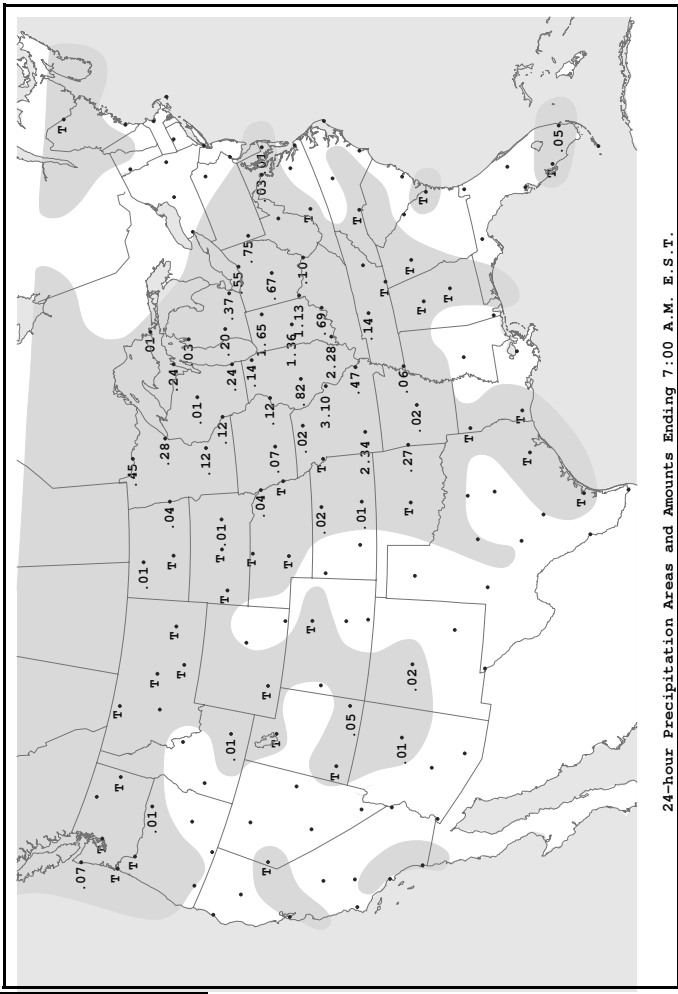 T
.07
T
T
T
T
.45
T
.01
.01
.01
T
.28
.04
T
.24
T
T
.03
.01
.12
T
.01
.12
T
.20
.37
.01
.24
.55
.75
.14
T
.04
1.65
.03
.01
T
T
.12
.67
.07
T
T
T
1.36
1.13
.82
.02
.10
T
T
.02
T
.69
3.10
2.28
T
.05
.47
T
.01
2.34
.14
T
.01
.06
.27
T
T
.02
.02
T
T
T
T
T
T
T
.05
T
24-hour Precipitation Areas and Amounts Ending 7:00 A.M. E.S.T.